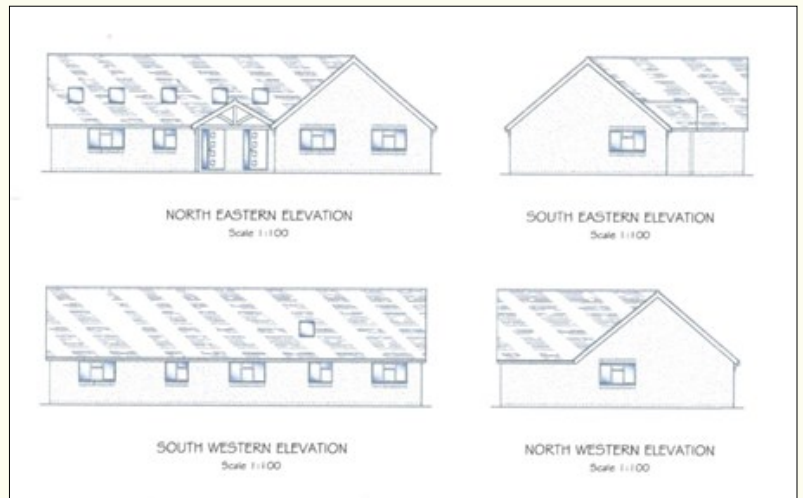 NORTH EASTERN ELEVATION
Scale 1:100
SOUTH EASTERN ELEVATION
Scale 1:100
SOUTH WESTERN ELEVATION
Scale 1:100
NORTH WESTERN ELEVATION
Scale 1:100